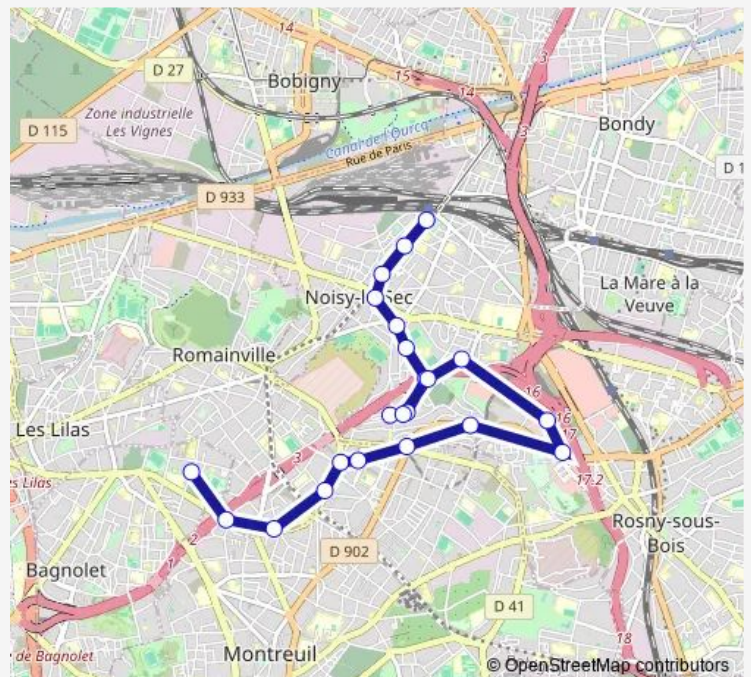 14
D 27
Bobigny
15
3
14
Zone industrielle
Les Vignes
D 115
Canal de l'Ourcq
Rue de Paris
3
Bondy
D 1
D 933
La Mare à la
Veuve
Noisy-le-Sec
Romainville
16
16
17
Les Lilas
es Lilas
3
17-2
2
Rosny-sous-
Bois
D 902
1
Bagnolet
D 41
18
e de Bagnolet
Montreuil
© OpenStreetMap contributors